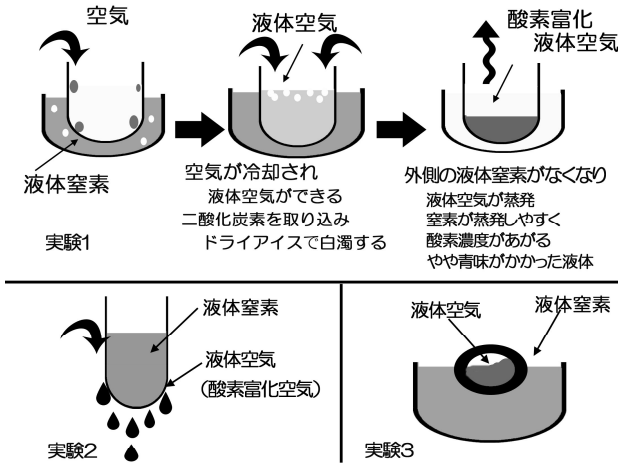 空気
液体窒素
実験1
液体空気
空気が冷却され
液体空気ができる
二酸化炭素を取り込み
ドライアイスで白濁する
酸素富化
液体空気
外側の液体窒素がなくなり
液体空気が蒸発
窒素が蒸発しやすく
酸素濃度があがる
やや青味がかかった液体
液体窒素
液体空気
(酸素富化空気)
実験2
液体空気
液体窒素
実験3